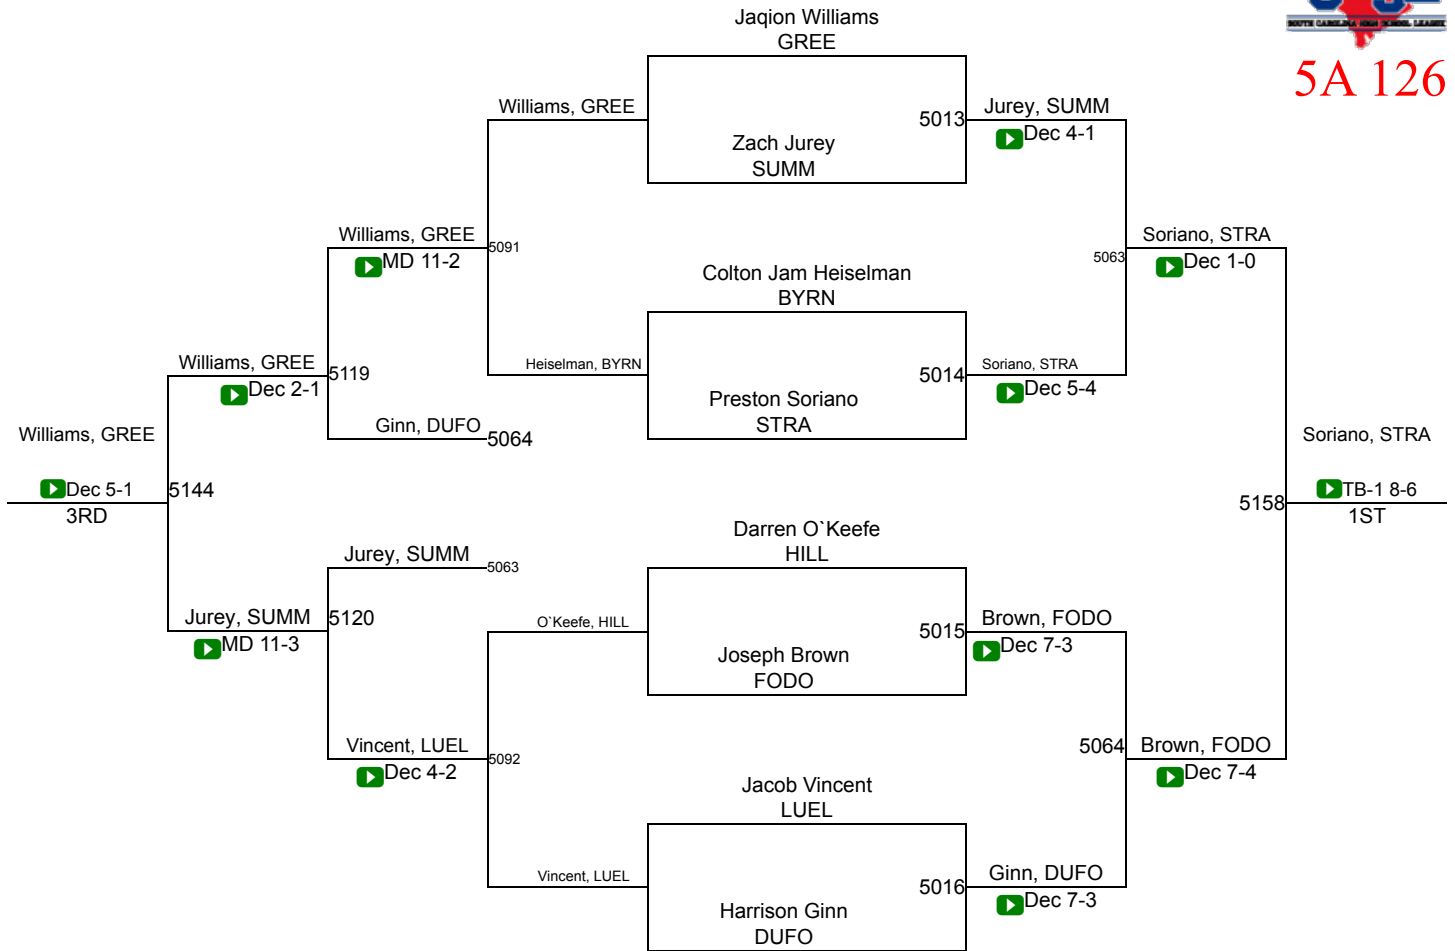 Jaqion Williams
GREE
SOUTH CAROLINA HIGH SCHOOL LEAGUE
5A 126
Williams, GREE
5013
Jurey, SUMM
Dec 4-1
Zach Jurey
SUMM
Williams, GREE
MD 11-2
5091
Soriano, STRA
Dec 1-0
5063
Colton Jam Heiselman
BYRN
Williams, GREE
Dec 2-1
5119
Heiselman, BYRN
5014
Soriano, STRA
Dec 5-4
Preston Soriano
STRA
Ginn, DUFO
5064
Williams, GREE
Dec 5-1
3RD
5144
Soriano, STRA
5158
TB-1 8-6
1ST
Darren O`Keefe
HILL
Jurey, SUMM
5063
Jurey, SUMM
MD 11-3
5120
O`Keefe, HILL
5015
Brown, FODO
Dec 7-3
Joseph Brown
FODO
Vincent, LUEL
Dec 4-2
5092
5064
Brown, FODO
Dec 7-4
Jacob Vincent
LUEL
Vincent, LUEL
5016
Ginn, DUFO
Dec 7-3
Harrison Ginn
DUFO